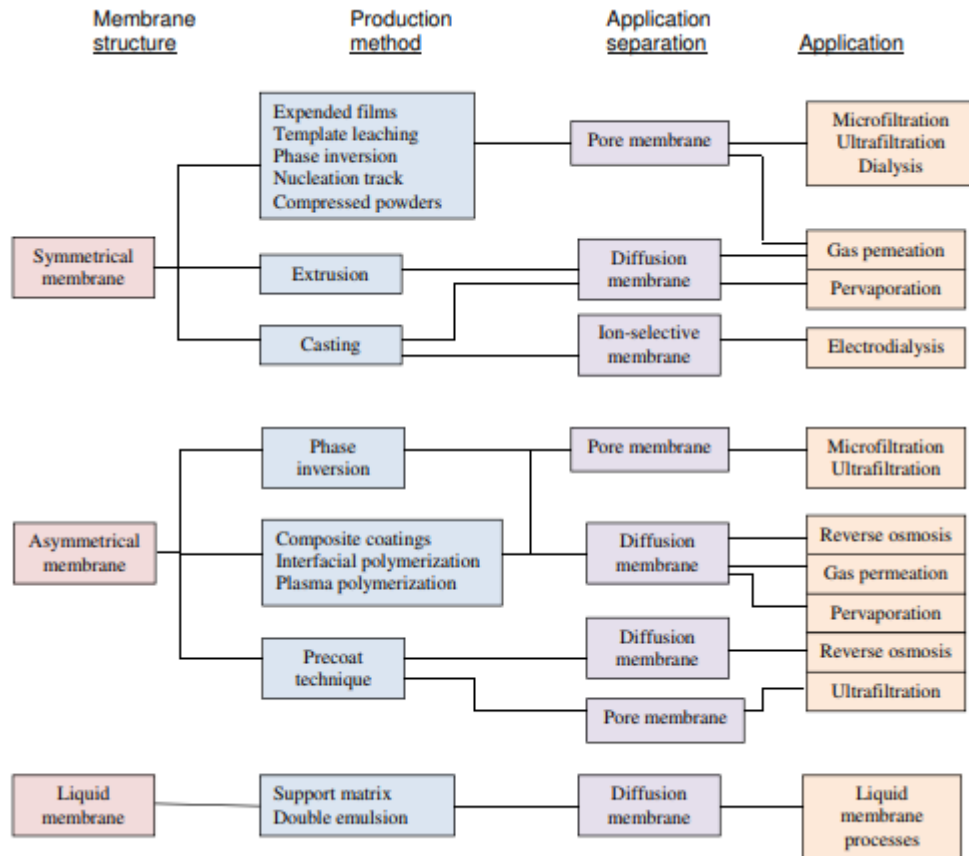 Membrane
structure
Production
method
Application
separation
Application
Expended films
Template leaching
Phase inversion
Nucleation track
Compressed powders
Pore membrane
Microfiltration
Ultrafiltration
Dialysis
Symmetrical
membrane
Extrusion
Diffusion
membrane
Gas pemeation
Pervaporation
Casting
Ion-selective
membrane
Electrodialysis
Phase
inversion
Pore membrane
Microfiltration
Ultrafiltration
Asymmetrical
membrane
Composite coatings
Interfacial polymerization
Plasma polymerization
Diffusion
membrane
Reverse osmosis
Gas permeation
Pervaporation
Precoat
technique
Diffusion
membrane
Reverse osmosis
Pore membrane
Ultrafiltration
Liquid
membrane
Support matrix
Double emulsion
Diffusion
membrane
Liquid
membrane
processes